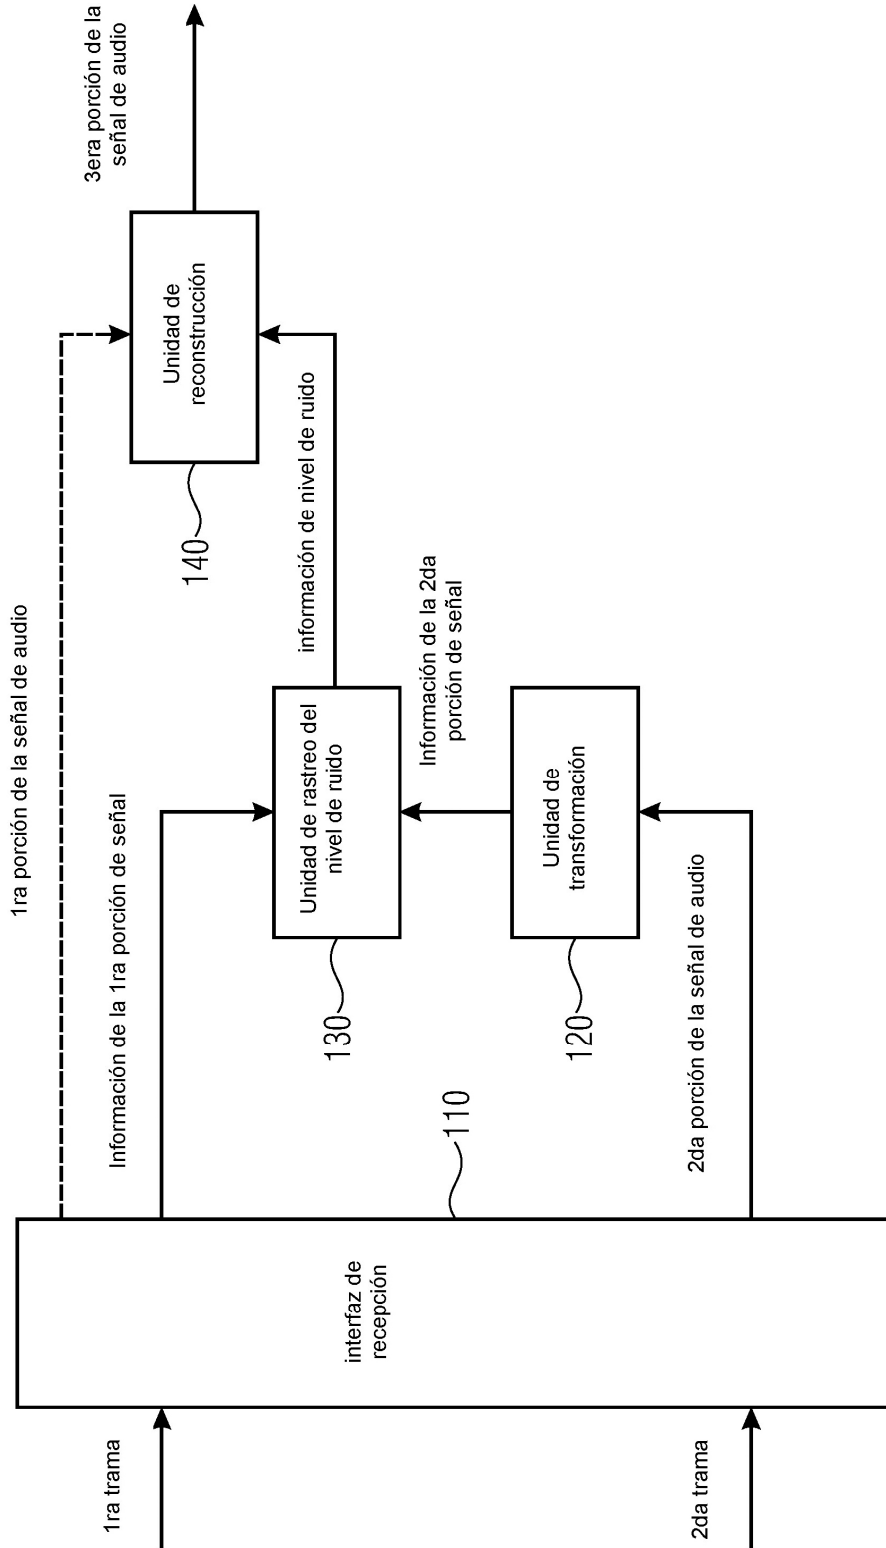 1ra trama
2da trama
interfaz de
recepción
110
1ra porción de la señal de audio
Información de la 1ra porción de señal
2da porción de la señal de audio
130
Unidad de rastreo del
nivel de ruido
120
Unidad de
transformación
Información de la 2da
porción de señal
información de nivel de ruido
140
Unidad de
reconstrucción
3era porción de la
señal de audio